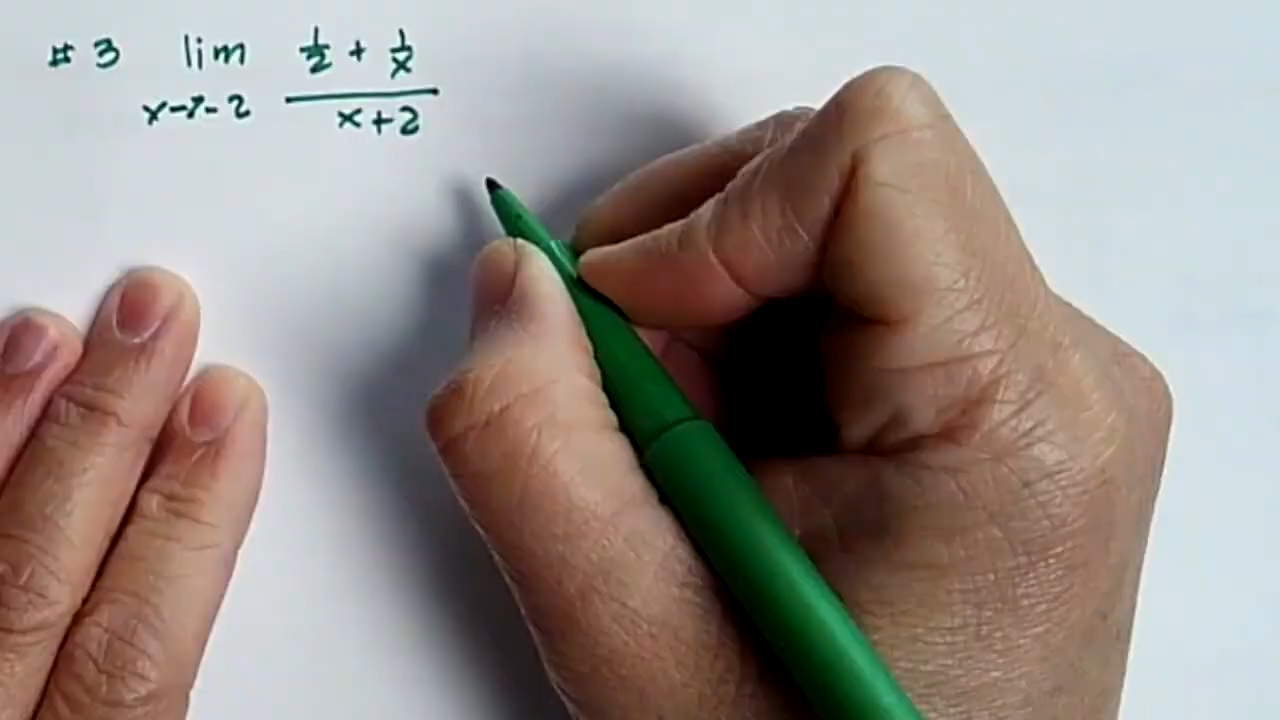 # 3 lim 1/2 + 1/x
x→-2 x+2